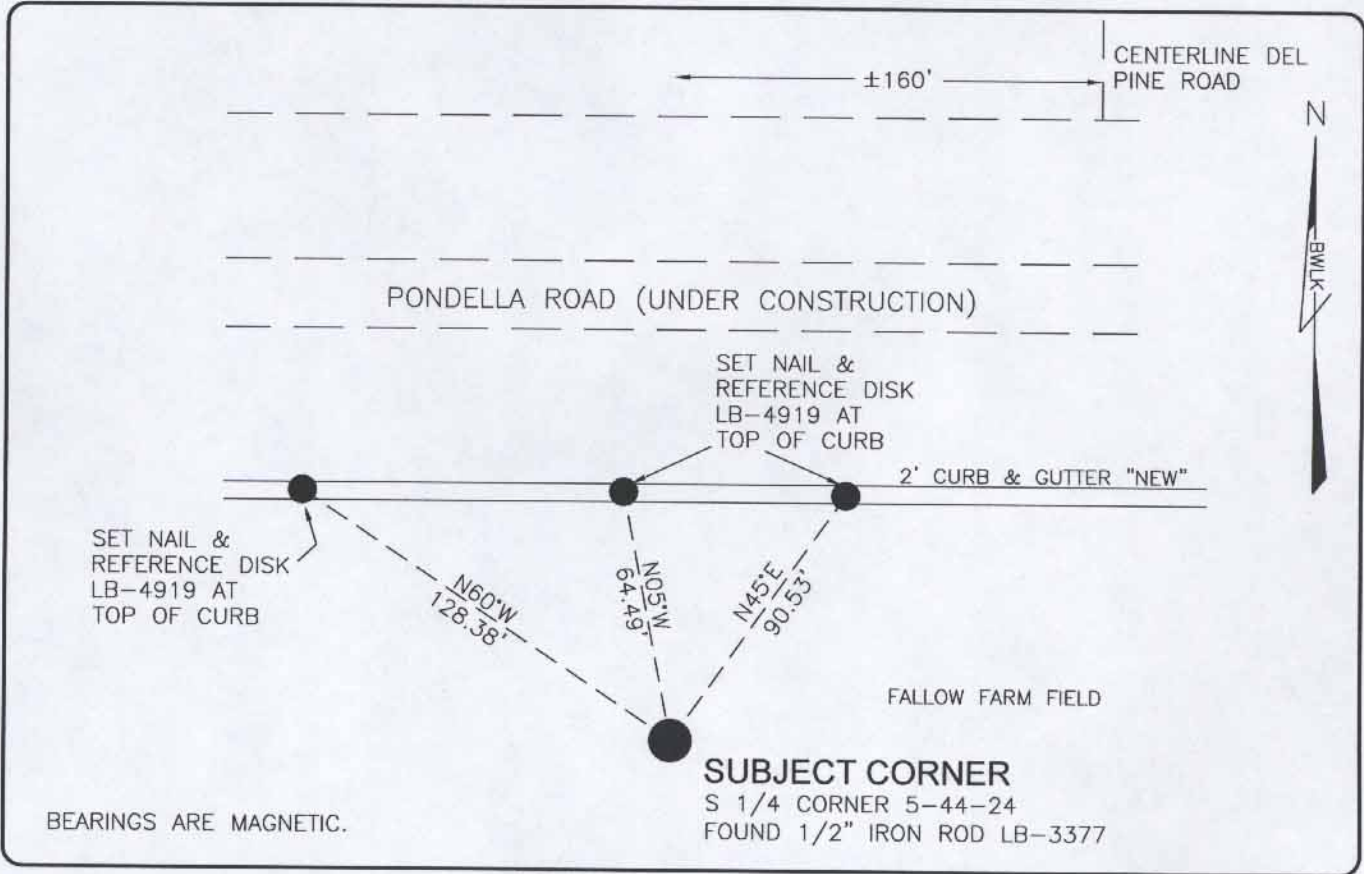 CENTERLINE DEL
PINE ROAD
±160'
N
BWLK
PONDELLA ROAD (UNDER CONSTRUCTION)
SET NAIL &
REFERENCE DISK
LB-4919 AT
TOP OF CURB
2' CURB & GUTTER "NEW"
SET NAIL &
REFERENCE DISK
LB-4919 AT
TOP OF CURB
N60°W
128.38'
N05°W
64.49'
N45°E
90.53'
FALLOW FARM FIELD
SUBJECT CORNER
S 1/4 CORNER 5-44-24
FOUND 1/2" IRON ROD LB-3377
BEARINGS ARE MAGNETIC.